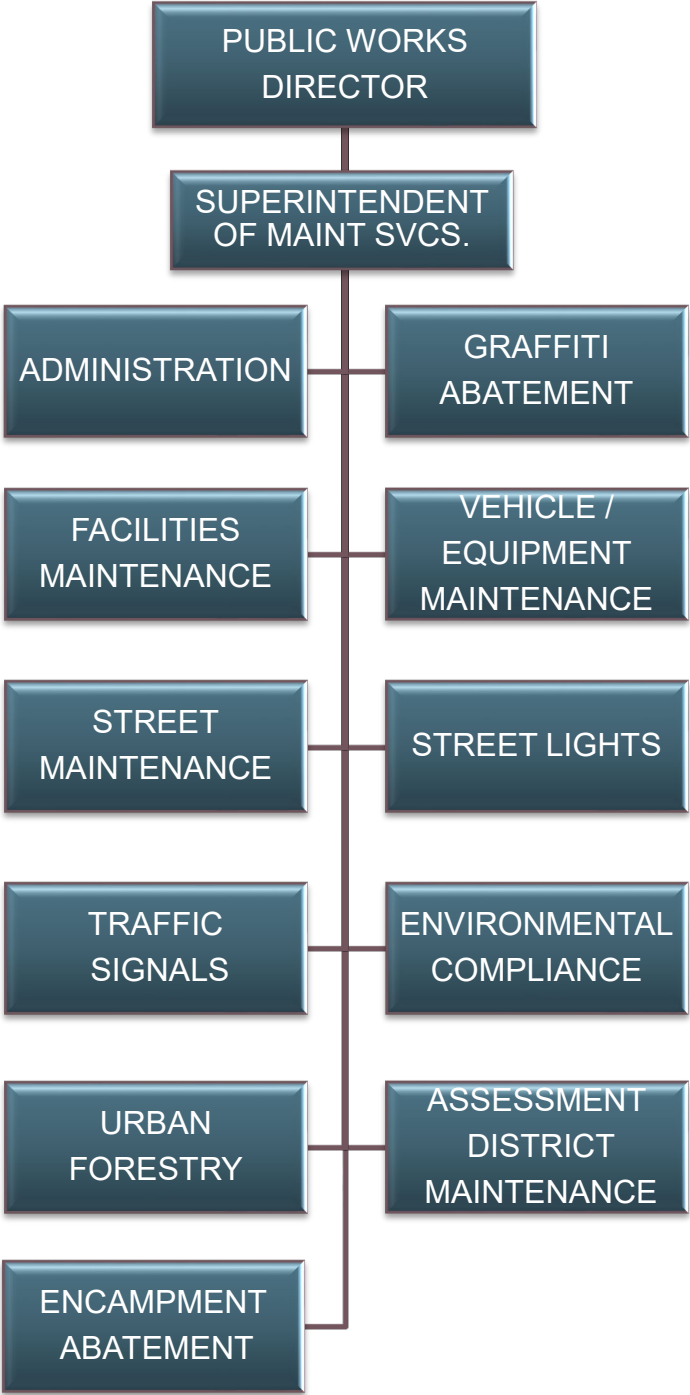 PUBLIC WORKS
DIRECTOR
SUPERINTENDENT
OF MAINT SVCS.
ADMINISTRATION
GRAFFITI
ABATEMENT
FACILITIES
MAINTENANCE
VEHICLE /
EQUIPMENT
MAINTENANCE
STREET
MAINTENANCE
STREET LIGHTS
TRAFFIC
SIGNALS
ENVIRONMENTAL
COMPLIANCE
URBAN
FORESTRY
ASSESSMENT
DISTRICT
MAINTENANCE
ENCAMPMENT
ABATEMENT